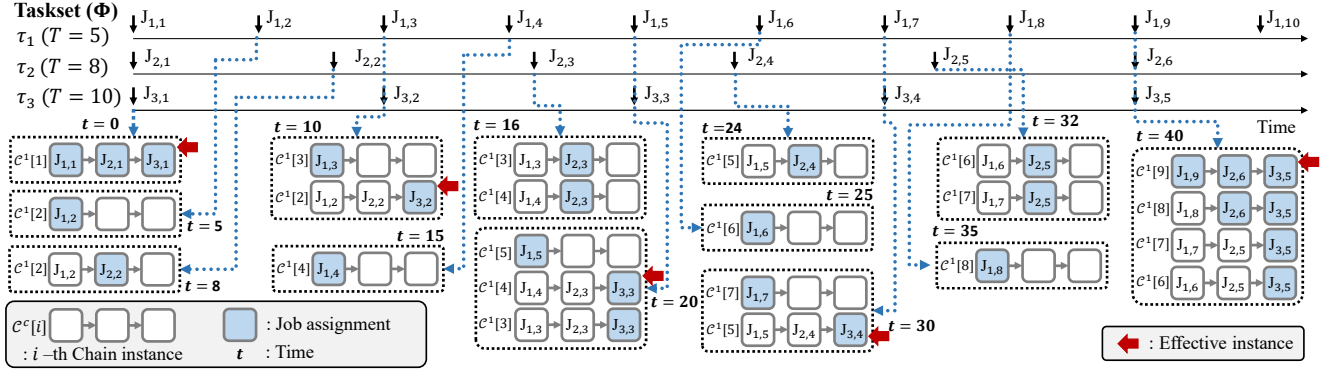 Taskset (Φ)
J1,1 J1,2 J1,3 J1,4 J1,5 J1,6 J1,7 J1,8 J1,9 J1,10
τ1 (T = 5)
J2,1 J2,2 J2,3 J2,4 J2,5 J2,6
τ2 (T = 8)
J3,1 J3,2 J3,3 J3,4 J3,5
τ3 (T = 10)
Time
t = 0
𝒞1[1] J1,1 J2,1 J3,1
𝒞1[2] J1,2
t = 5
𝒞1[2] J1,2 J2,2
t = 8
t = 10
𝒞1[3] J1,3
𝒞1[2] J1,2 J2,2 J3,2
t = 15
𝒞1[4] J1,4
t = 16
𝒞1[3] J1,3 J2,3
𝒞1[4] J1,4 J2,3
𝒞1[5] J1,5
𝒞1[4] J1,4 J2,3 J3,3
t = 20
𝒞1[3] J1,3 J2,3 J3,3
t =24
𝒞1[5] J1,5 J2,4
t = 25
𝒞1[6] J1,6
𝒞1[7] J1,7
t = 30
𝒞1[5] J1,5 J2,4 J3,4
t = 32
𝒞1[6] J1,6 J2,5
𝒞1[7] J1,7 J2,5
t = 35
𝒞1[8] J1,8
t = 40
𝒞1[9] J1,9 J2,6 J3,5
𝒞1[8] J1,8 J2,6 J3,5
𝒞1[7] J1,7 J2,5 J3,5
𝒞1[6] J1,6 J2,5 J3,5
𝒞c[i]
: i –th Chain instance
: Job assignment
t : Time
: Effective instance